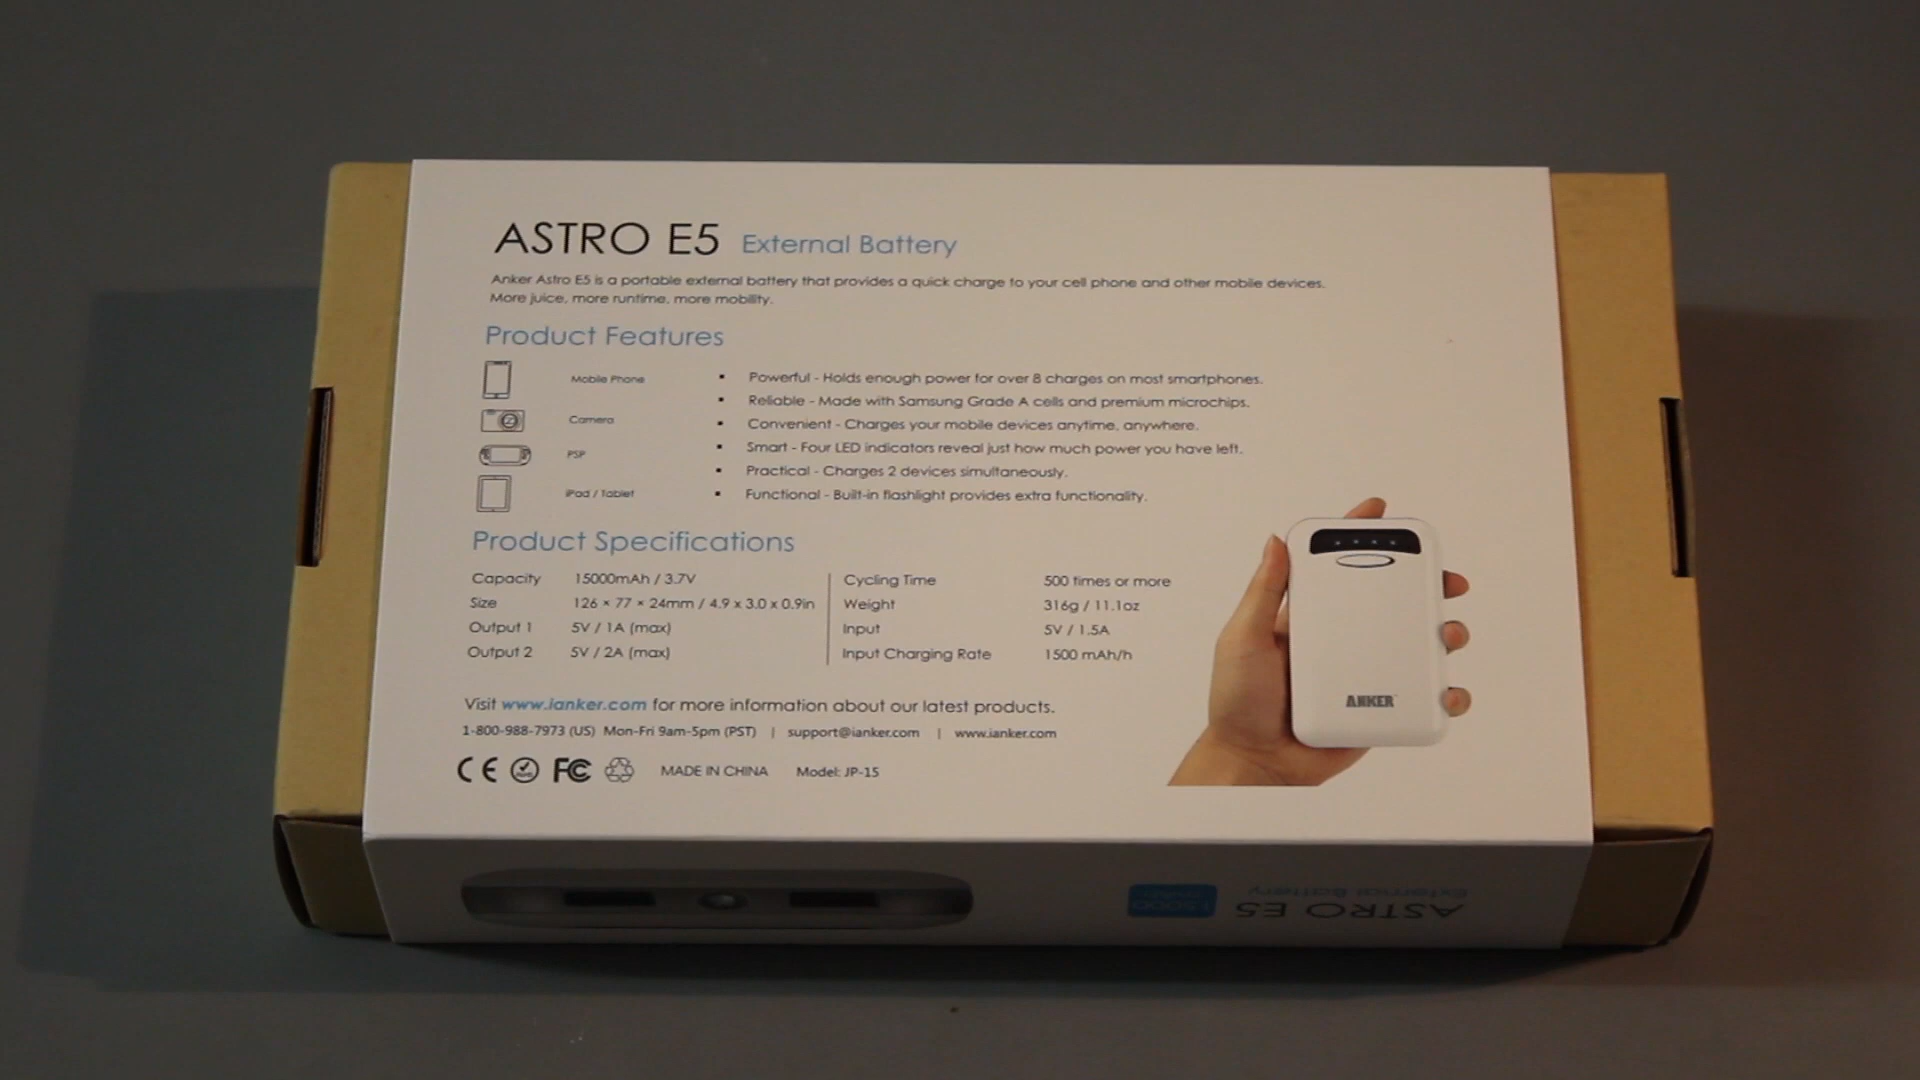 ASTRO E5 External Battery
Anker Astro E5 is a portable external battery that provides a quick charge to your cell phone and other mobile devices.
More juice, more runtime, more mobility.
Product Features
Mobile Phone
Camera
PSP
iPad / Tablet
▪ Powerful - Holds enough power for over 8 charges on most smartphones.
▪ Reliable - Made with Samsung Grade A cells and premium microchips.
▪ Convenient - Charges your mobile devices anytime, anywhere.
▪ Smart - Four LED indicators reveal just how much power you have left.
▪ Practical - Charges 2 devices simultaneously.
▪ Functional - Built-in flashlight provides extra functionality.
Product Specifications
Capacity 15000mAh / 3.7V
Size 126 × 77 × 24mm / 4.9 x 3.0 x 0.9in
Output 1 5V / 1A (max)
Output 2 5V / 2A (max)
Cycling Time 500 times or more
Weight 316g / 11.1oz
Input 5V / 1.5A
Input Charging Rate 1500 mAh/h
ANKER
Visit www.ianker.com for more information about our latest products.
1-800-988-7973 (US) Mon-Fri 9am-5pm (PST) | support@ianker.com | www.ianker.com
CE FC MADE IN CHINA Model: JP-15
ASTRO E5
External Battery
15000